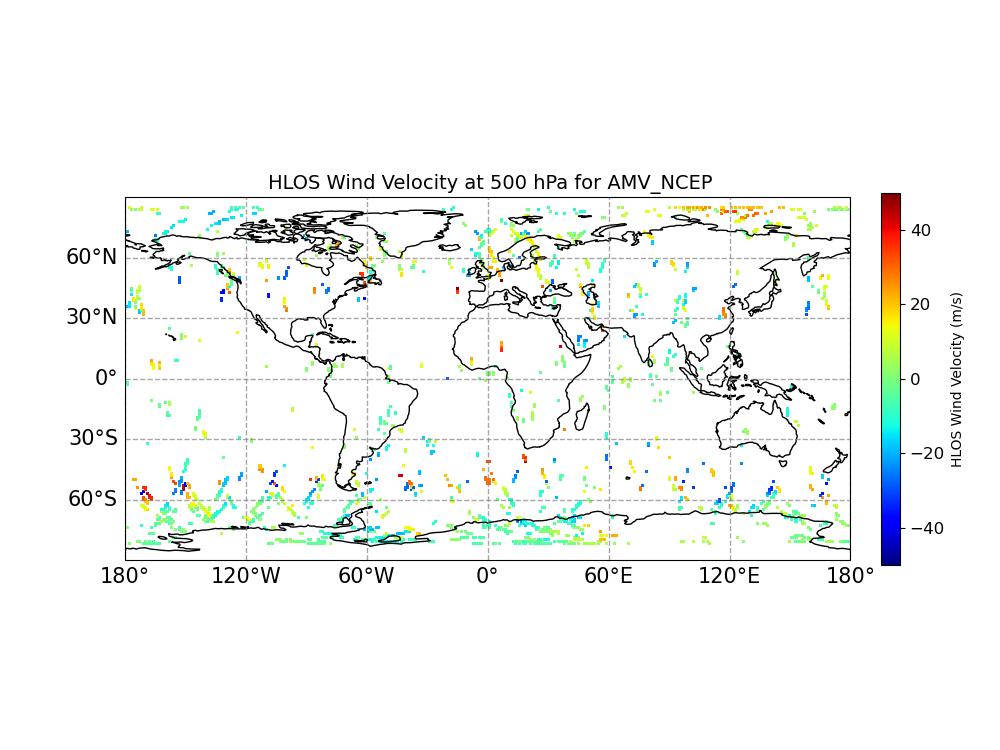 HLOS Wind Velocity at 500 hPa for AMV_NCEP
60°N
30°N
0°
30°S
60°S
180°
120°W
60°W
0°
60°E
120°E
180°
40
20
0
−20
−40
HLOS Wind Velocity (m/s)